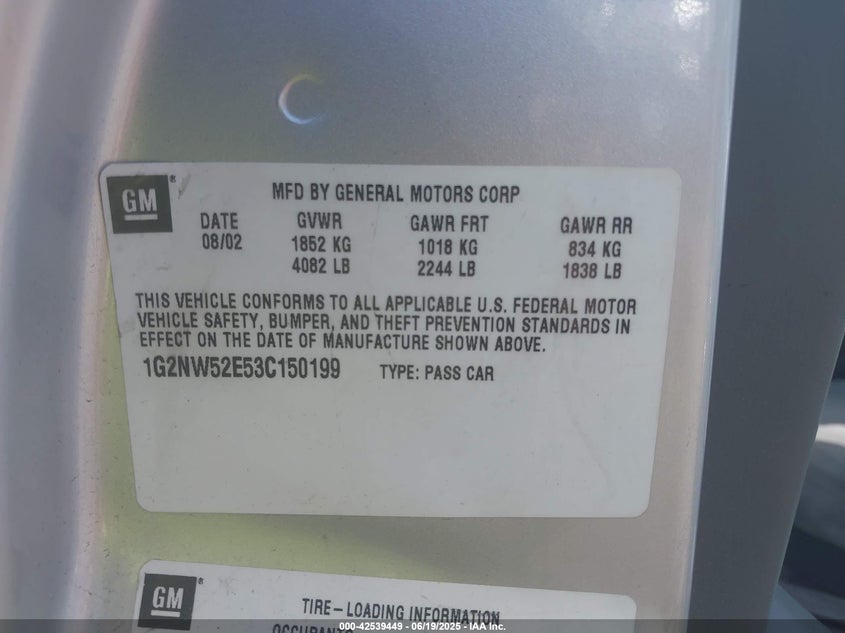 GM®
MFD BY GENERAL MOTORS CORP
DATE GVWR GAWR FRT GAWR RR
08/02 1852 KG 1018 KG 834 KG
4082 LB 2244 LB 1838 LB
THIS VEHICLE CONFORMS TO ALL APPLICABLE U.S. FEDERAL MOTOR
VEHICLE SAFETY, BUMPER, AND THEFT PREVENTION STANDARDS IN
EFFECT ON THE DATE OF MANUFACTURE SHOWN ABOVE.
1G2NW52E53C150199 TYPE: PASS CAR
GM®
TIRE-LOADING INFORMATION
OCCUPANTS
000-42539449 - 06/19/2025 - IAA Inc.